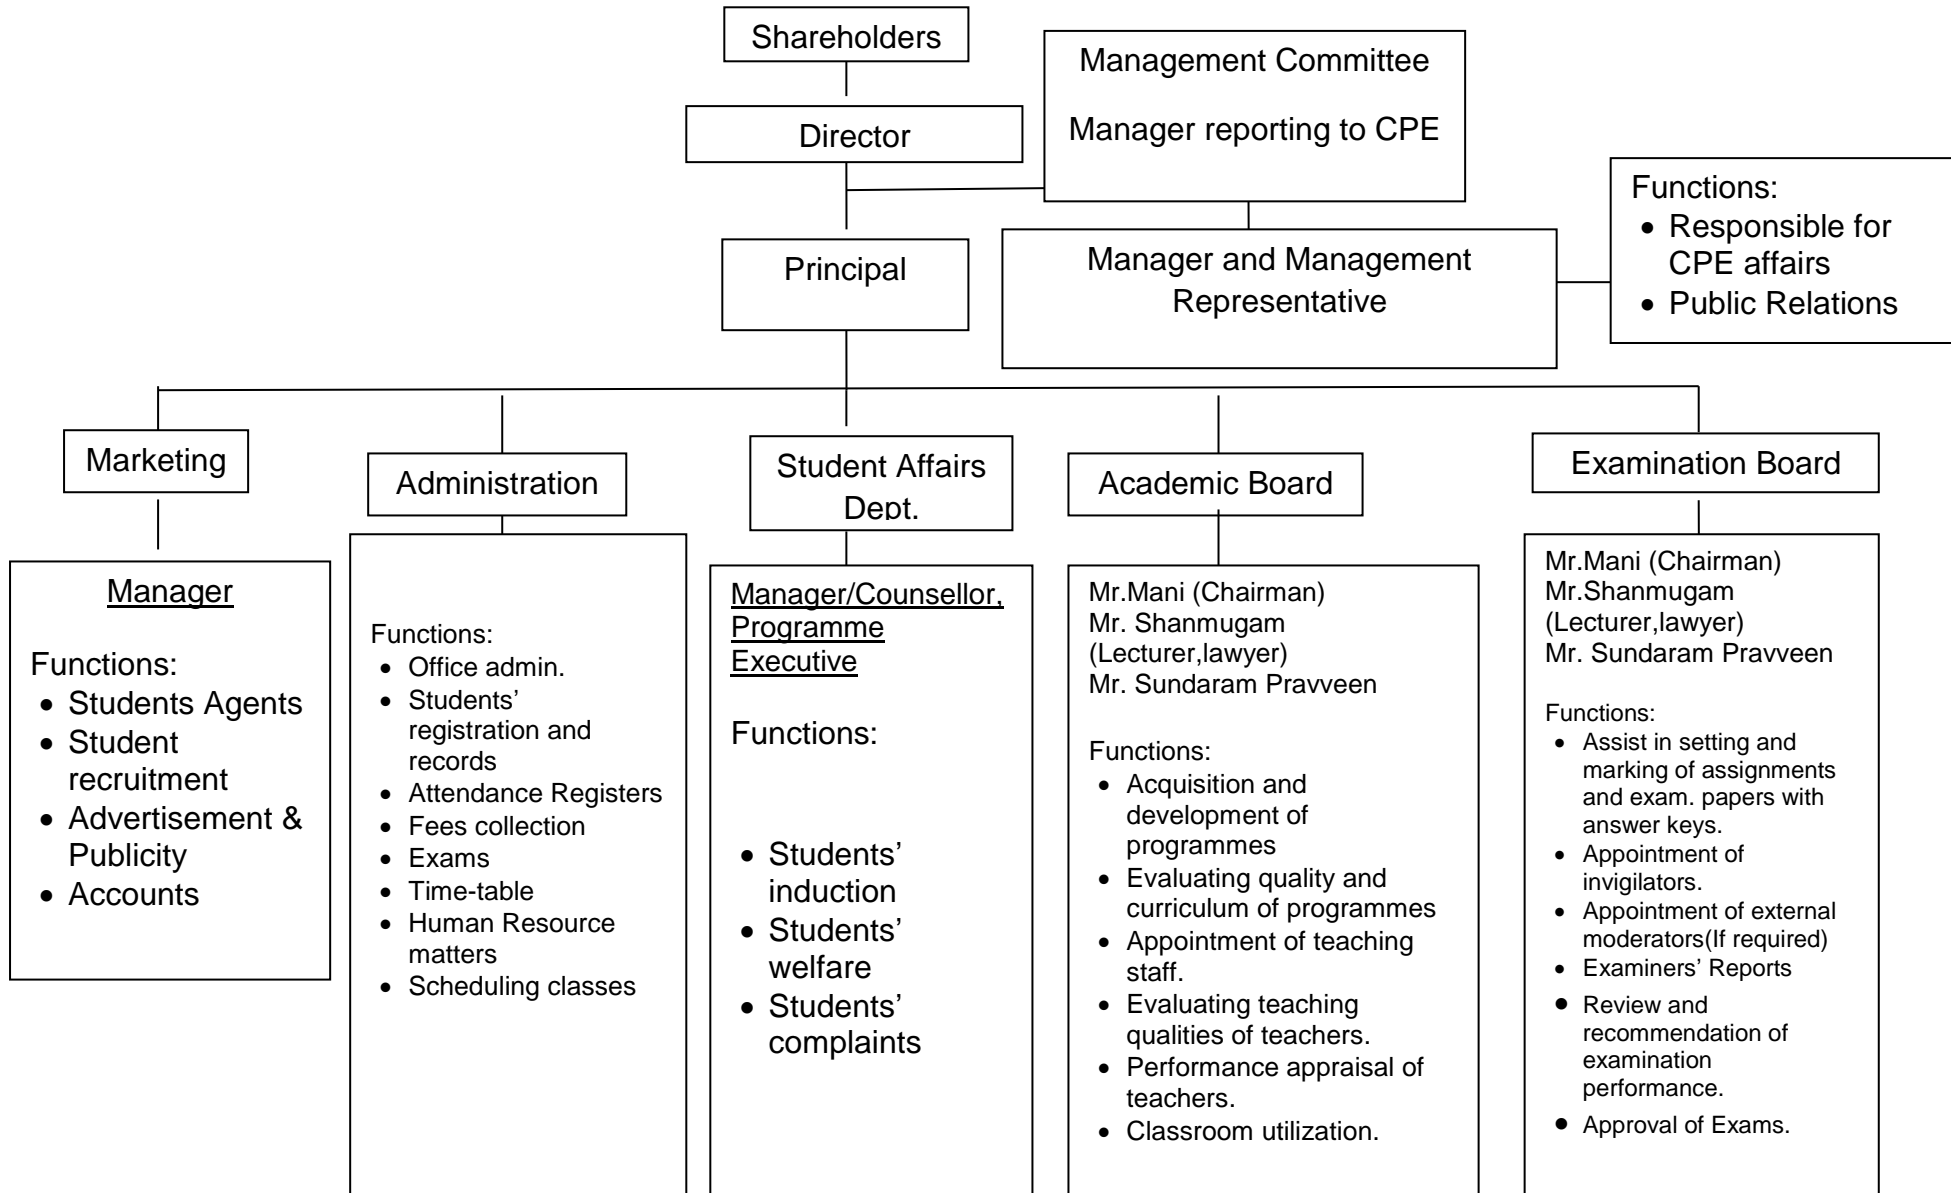 Shareholders
Director
Management Committee
Manager reporting to CPE
Functions:
• Responsible for
CPE affairs
• Public Relations
Principal
Manager and Management
Representative
Marketing
Manager
Functions:
• Students Agents
• Student
recruitment
• Advertisement &
Publicity
• Accounts
Administration
Functions:
• Office admin.
• Students’
registration and
records
• Attendance Registers
• Fees collection
• Exams
• Time-table
• Human Resource
matters
• Scheduling classes
Student Affairs
Dept.
Manager/Counsellor,
Programme
Executive
Functions:
• Students’
induction
• Students’
welfare
• Students’
complaints
Academic Board
Mr.Mani (Chairman)
Mr. Shanmugam
(Lecturer,lawyer)
Mr. Sundaram Pravveen
Functions:
• Acquisition and
development of
programmes
• Evaluating quality and
curriculum of programmes
• Appointment of teaching
staff.
• Evaluating teaching
qualities of teachers.
• Performance appraisal of
teachers.
• Classroom utilization.
Examination Board
Mr.Mani (Chairman)
Mr.Shanmugam
(Lecturer,lawyer)
Mr. Sundaram Pravveen
Functions:
• Assist in setting and
marking of assignments
and exam. papers with
answer keys.
• Appointment of
invigilators.
• Appointment of external
moderators(If required)
• Examiners’ Reports
• Review and
recommendation of
examination
performance.
• Approval of Exams.